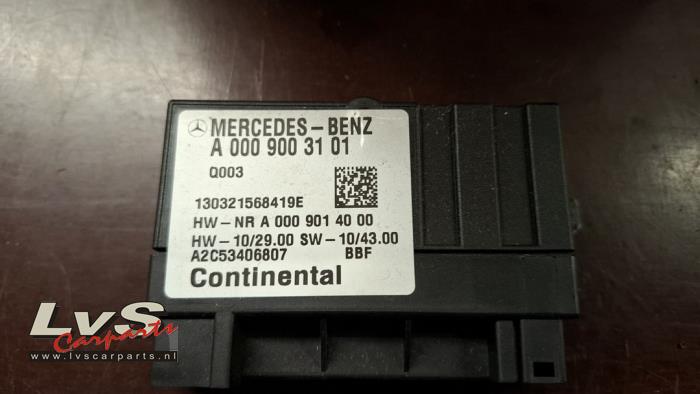 MERCEDES-BENZ
A 000 900 31 01
Q003
130321568419E
HW-NR A 000 901 40 00
HW-10/29.00 SW-10/43.00
A2C53406807 BBF
Continental
LvS
Carparts
www.lvscarparts.nl